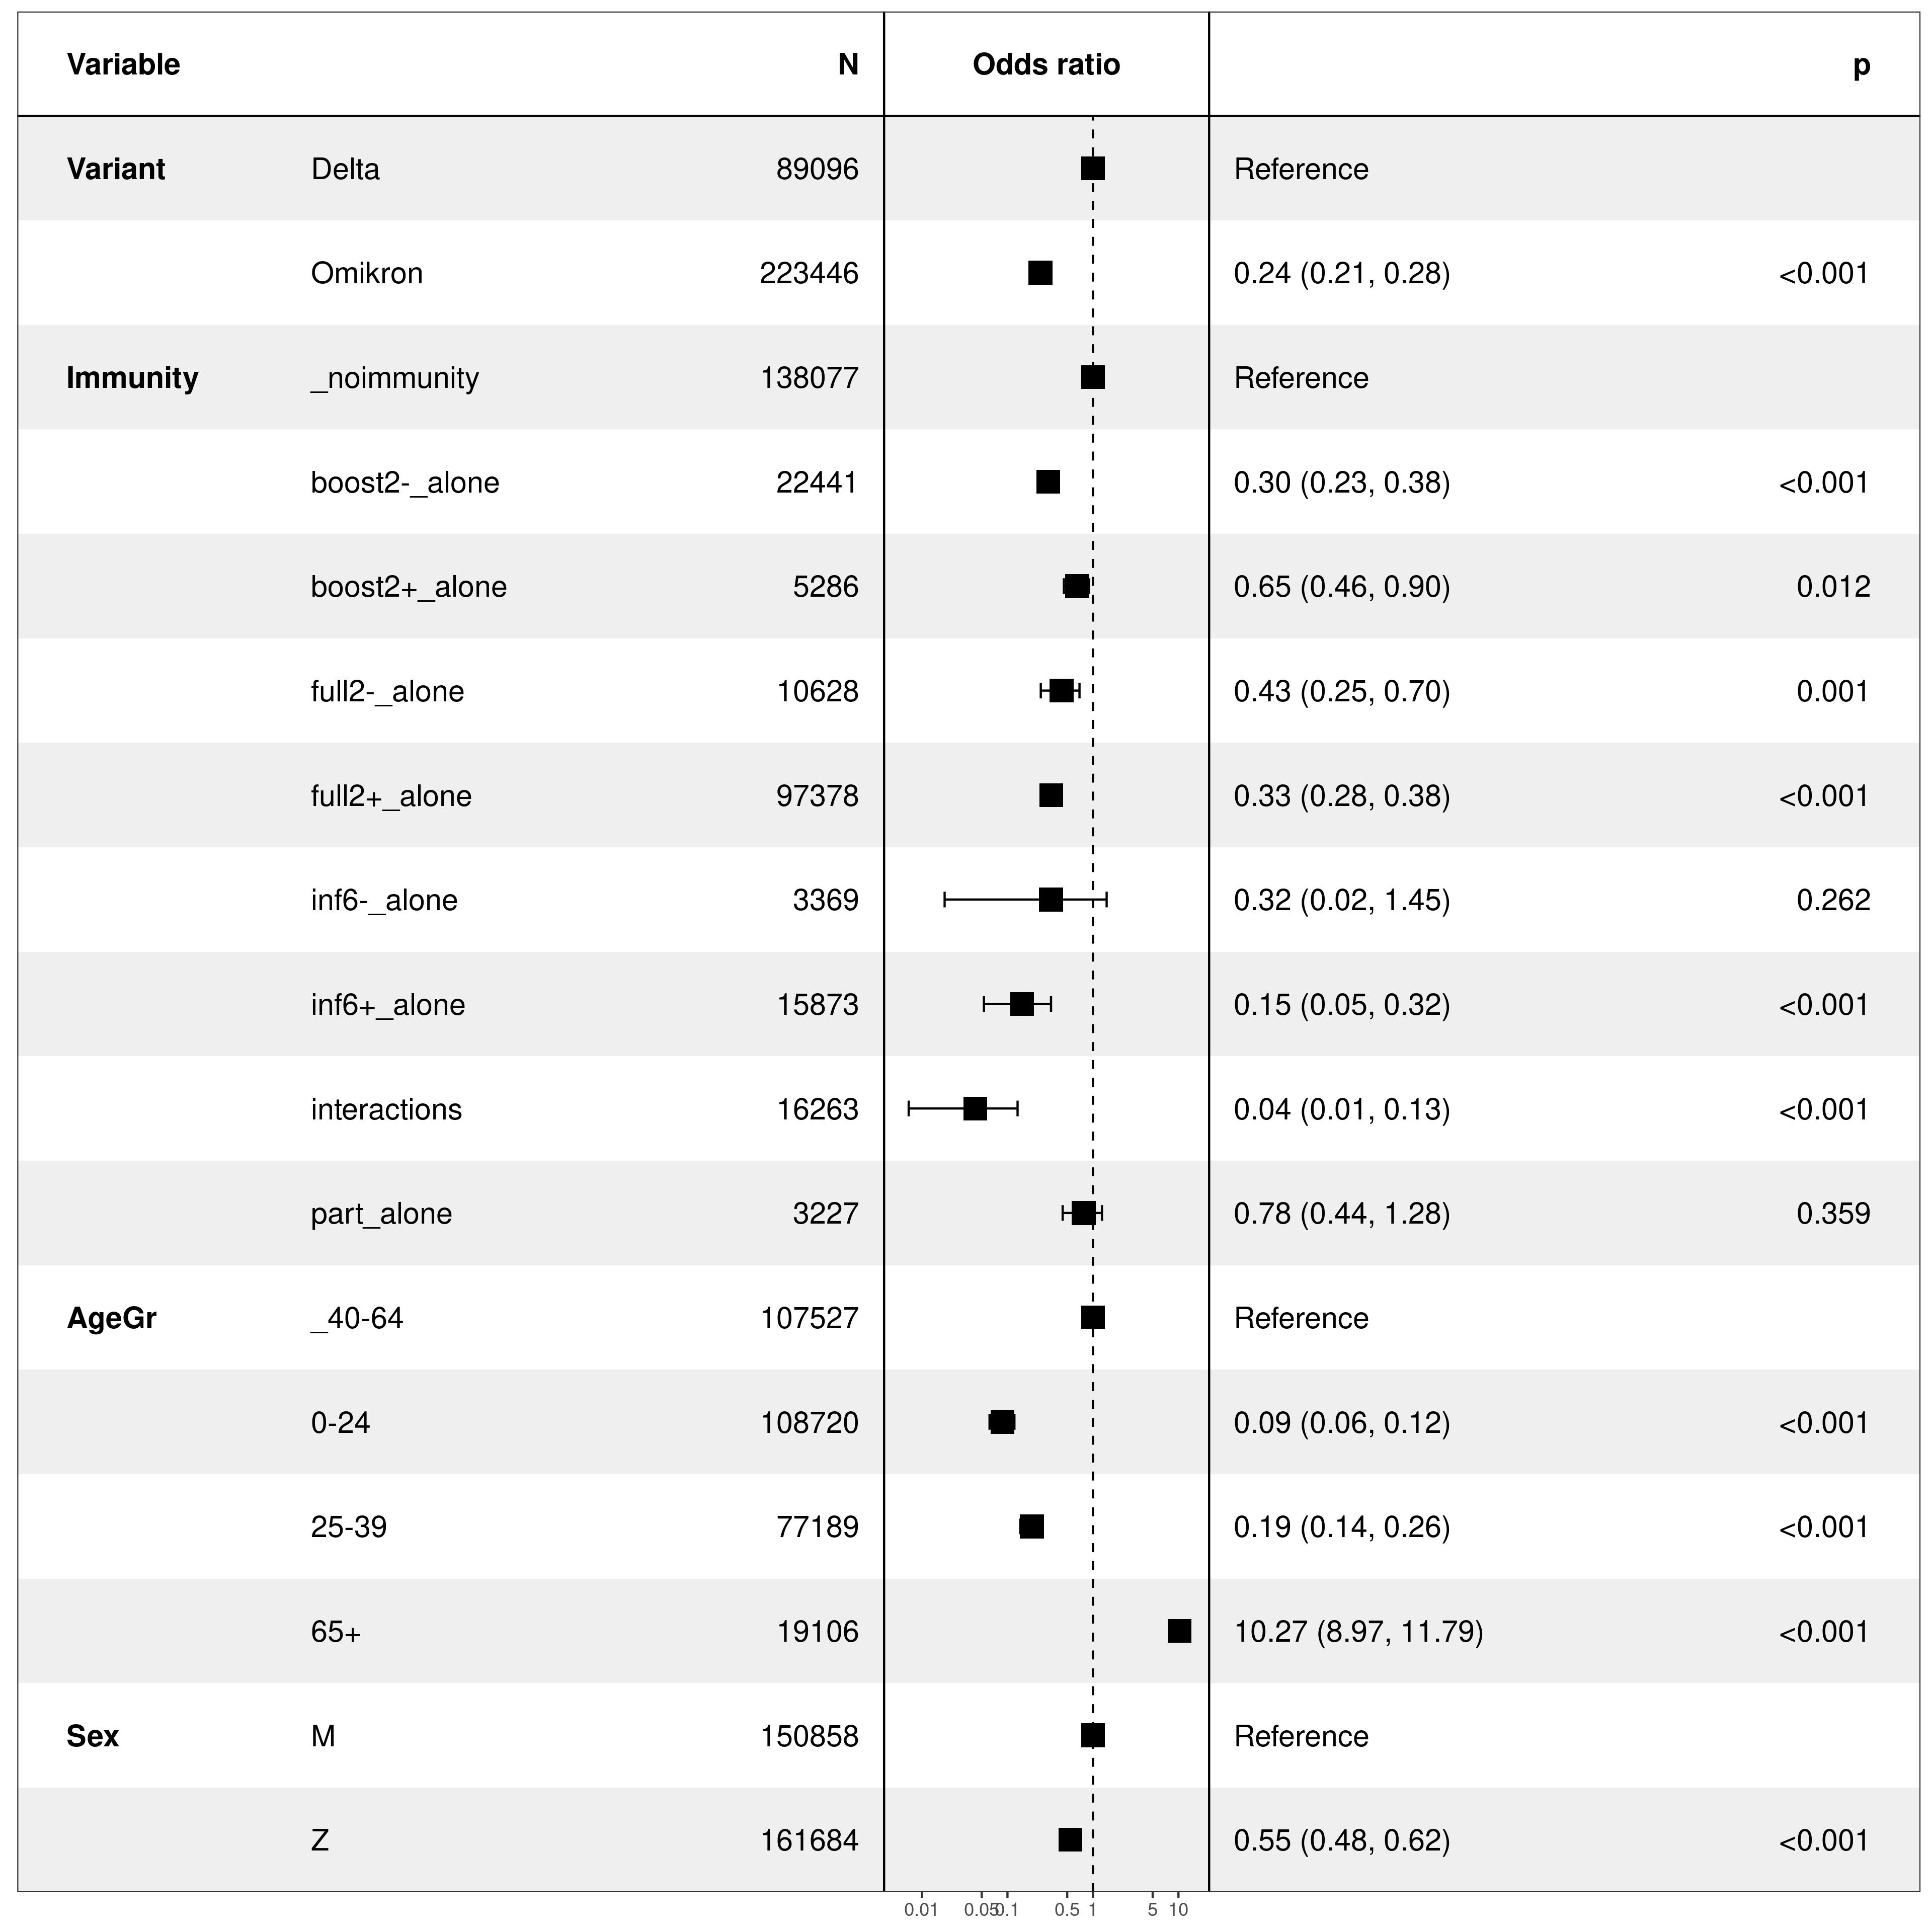 Variable N Odds ratio p
Variant Delta 89096 Reference
Omikron 223446 0.24 (0.21, 0.28) <0.001
Immunity _noimmunity 138077 Reference
boost2-_alone 22441 0.30 (0.23, 0.38) <0.001
boost2+_alone 5286 0.65 (0.46, 0.90) 0.012
full2-_alone 10628 0.43 (0.25, 0.70) 0.001
full2+_alone 97378 0.33 (0.28, 0.38) <0.001
inf6-_alone 3369 0.32 (0.02, 1.45) 0.262
inf6+_alone 15873 0.15 (0.05, 0.32) <0.001
interactions 16263 0.04 (0.01, 0.13) <0.001
part_alone 3227 0.78 (0.44, 1.28) 0.359
AgeGr _40-64 107527 Reference
0-24 108720 0.09 (0.06, 0.12) <0.001
25-39 77189 0.19 (0.14, 0.26) <0.001
65+ 19106 10.27 (8.97, 11.79) <0.001
Sex M 150858 Reference
Z 161684 0.55 (0.48, 0.62) <0.001
0.01 0.05 0.1 0.5 1 5 10